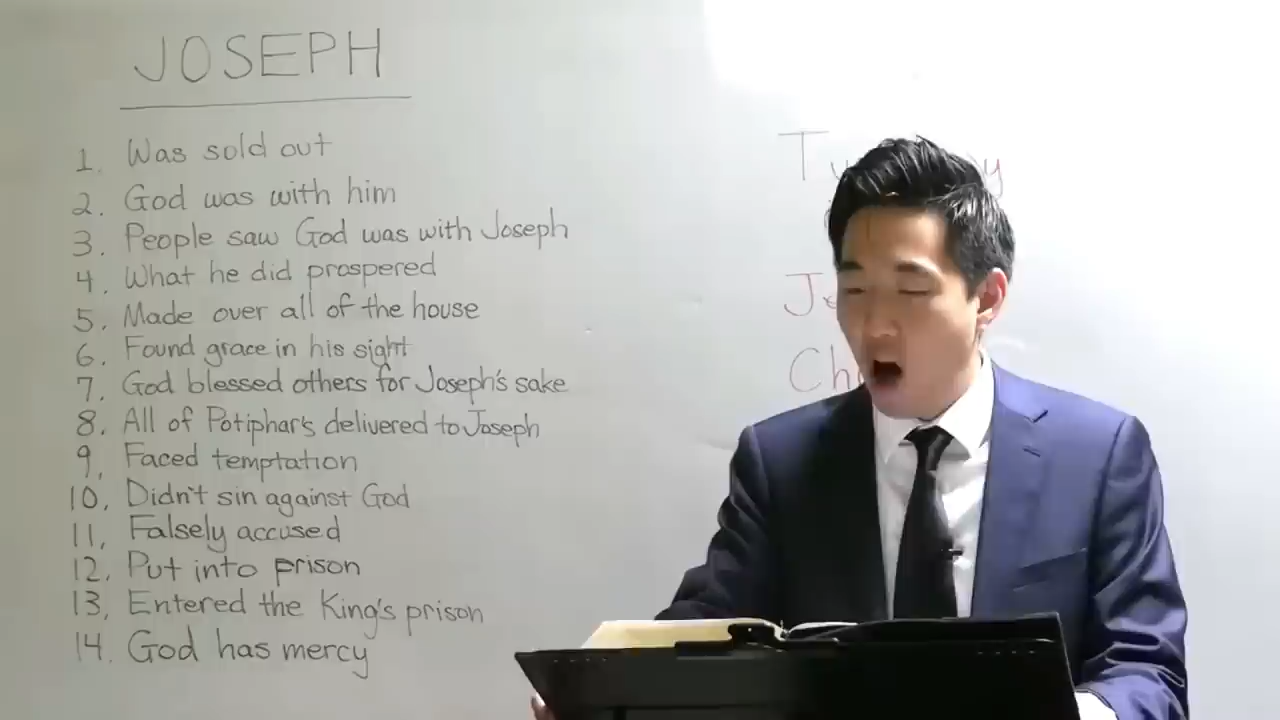 JOSEPH
1. Was sold out
2. God was with him
3. People saw God was with Joseph
4. What he did prospered
5. Made over all of the house
6. Found grace in his sight
7. God blessed others for Joseph's sake
8. All of Potiphar's delivered to Joseph
9. Faced temptation
10. Didn't sin against God
11. Falsely accused
12. Put into prison
13. Entered the King's prison
14. God has mercy